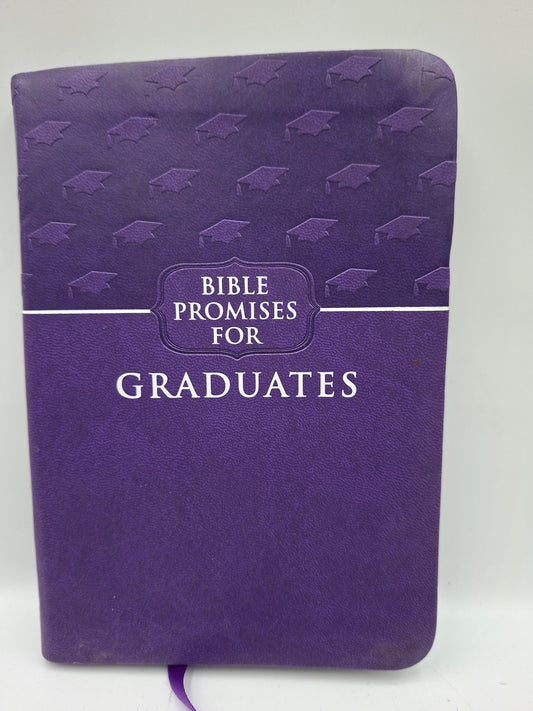 BIBLE
PROMISES
FOR
GRADUATES